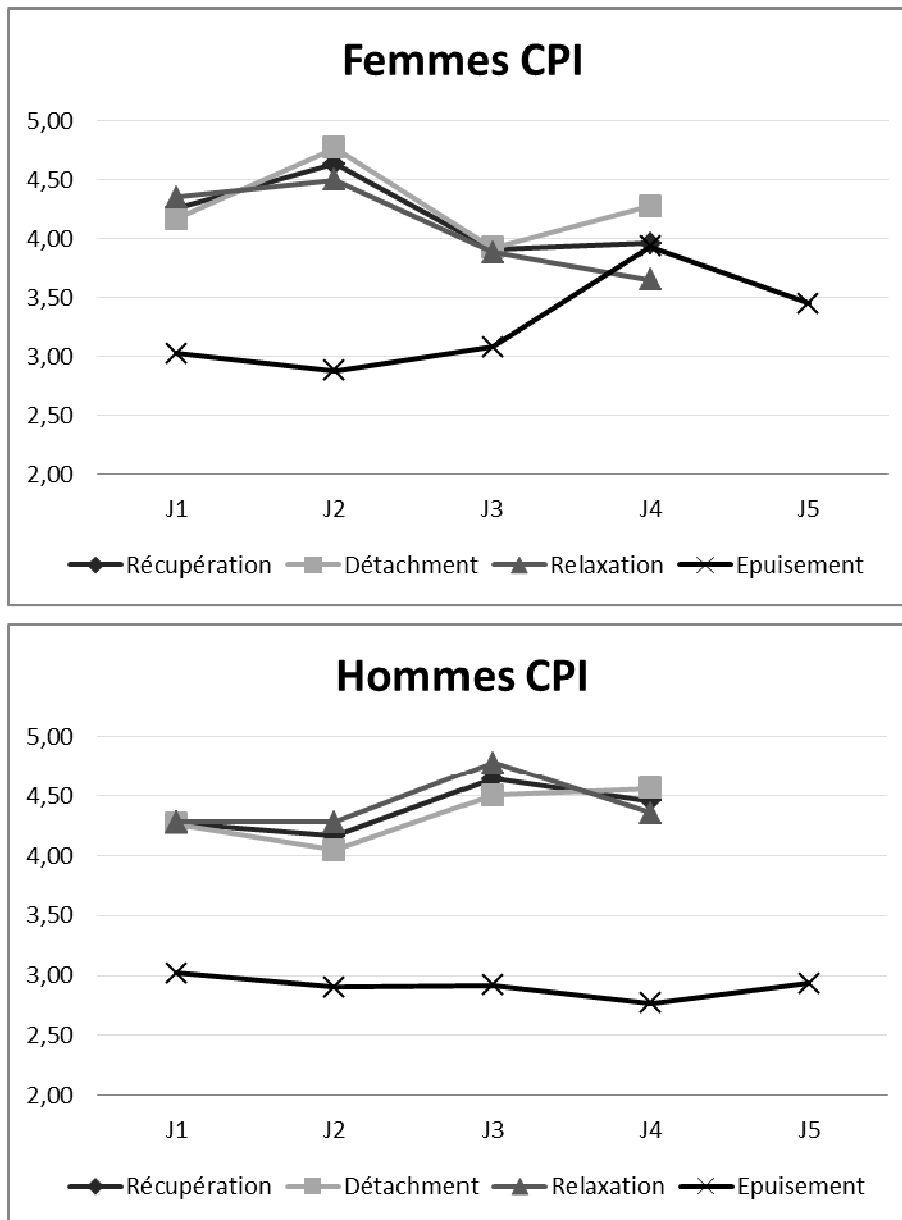 Femmes CPI
5,00
4,50
4,00
3,50
3,00
2,50
2,00
J1 J2 J3 J4 J5
Récupération Détachment Relaxation Epuisement
Hommes CPI
5,00
4,50
4,00
3,50
3,00
2,50
2,00
J1 J2 J3 J4 J5
Récupération Détachment Relaxation Epuisement